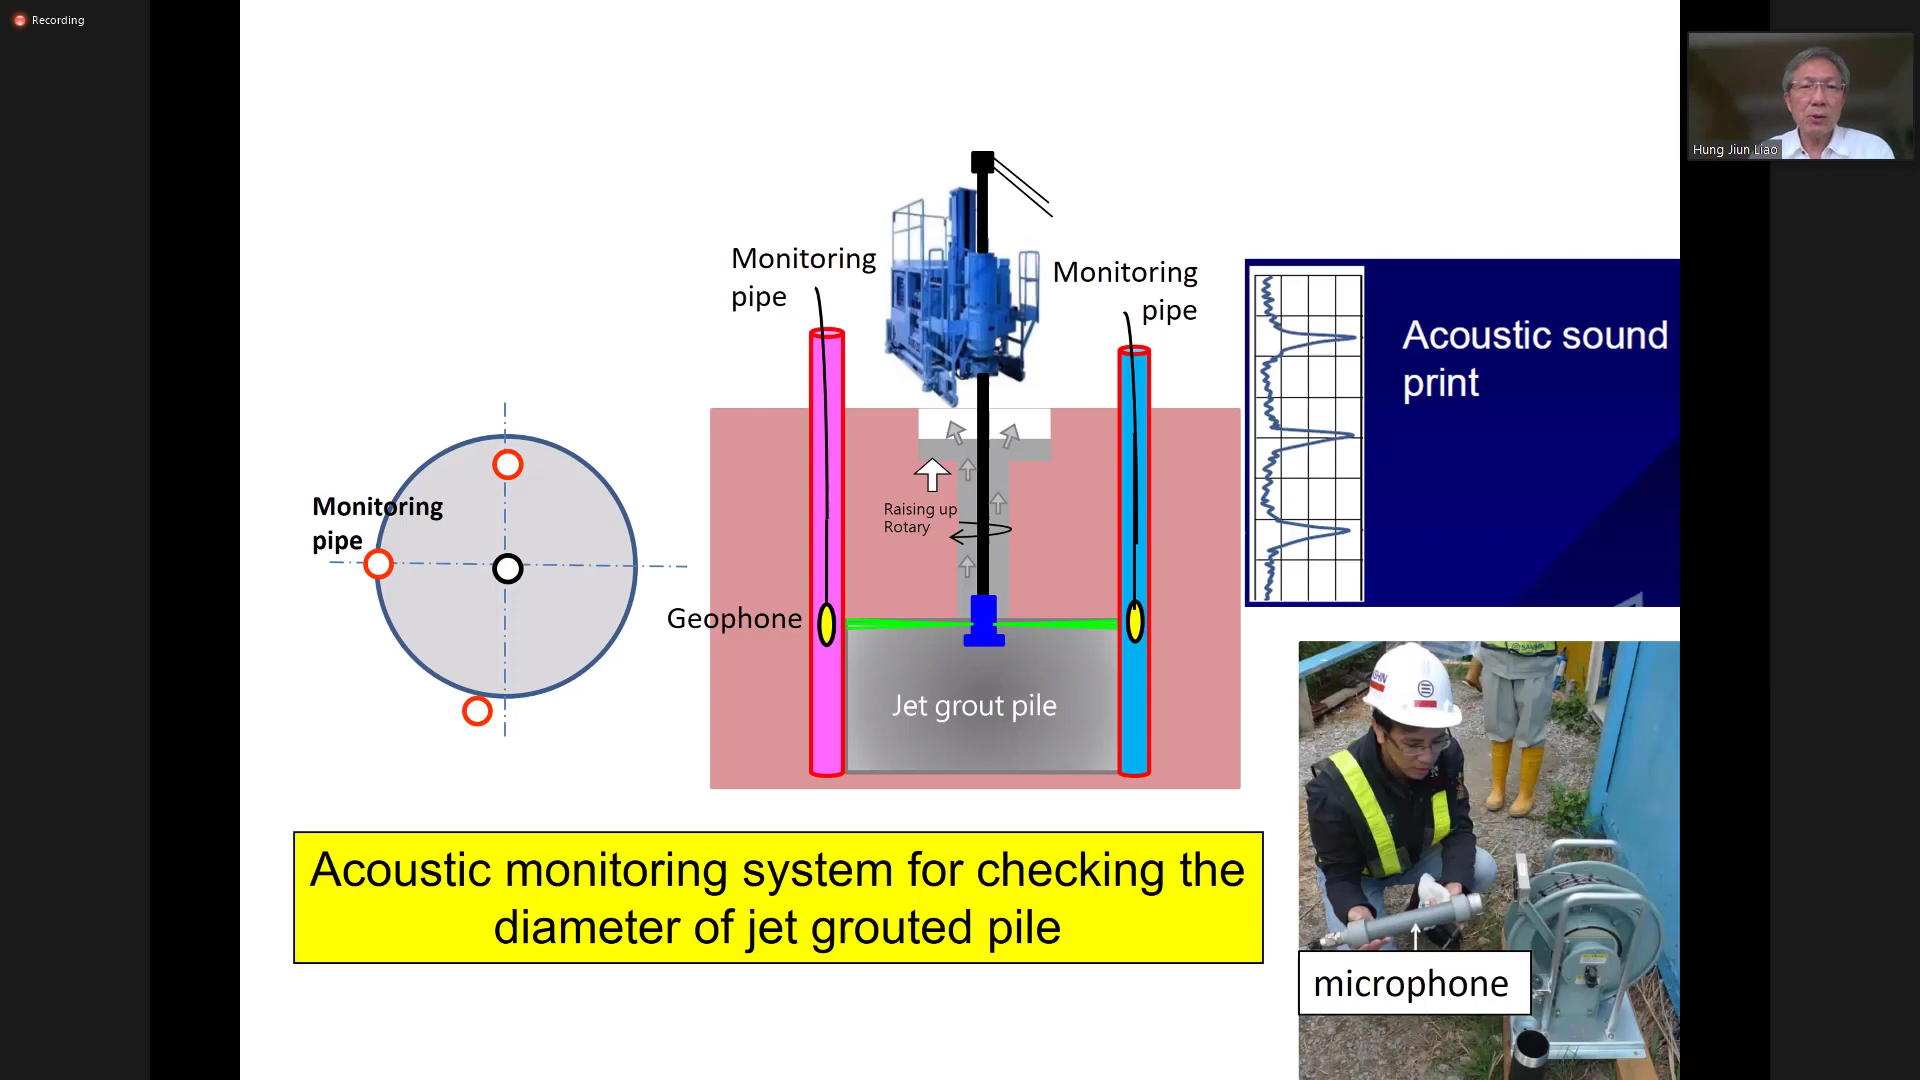 Recording
Hung Jiun Liao
Monitoring
pipe
Monitoring
pipe
Acoustic sound
print
Monitoring
pipe
Raising up
Rotary
Geophone
Jet grout pile
Acoustic monitoring system for checking the
diameter of jet grouted pile
microphone